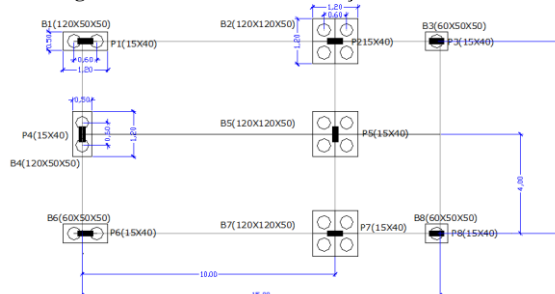 B1(120X50X50)
B2(120X120X50)
1.20
0.60
B3(60X50X50)
0.50
P1(15X40)
P215X40)
P3(15X40)
0.60
1.20
1.20
0.50
P4(15X40)
1.20
B5(120X120X50)
P5(15X40)
B4(120X50X50)
4.00
B6(60X50X50)
B7(120X120X50)
P7(15X40)
B8(60X50X50)
P6(15X40)
P8(15X40)
10.00